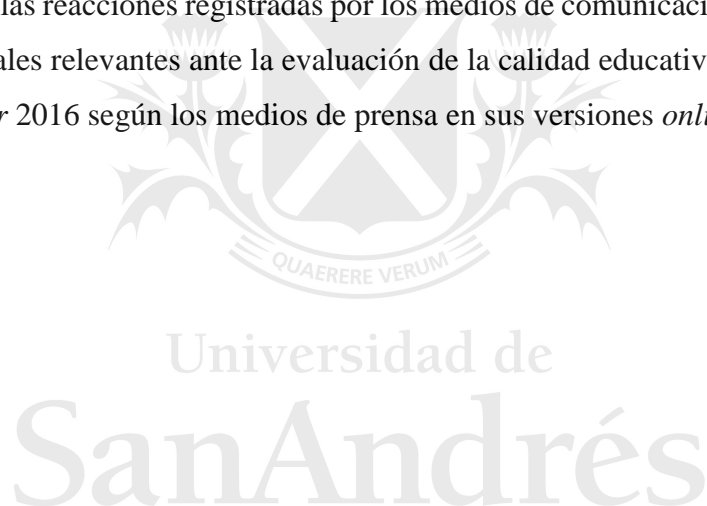 las reacciones registradas por los medios de comunicaci
ales relevantes ante la evaluación de la calidad educativ
r 2016 según los medios de prensa en sus versiones onli
QUAERERE VERUM
Universidad de
SanAndrés